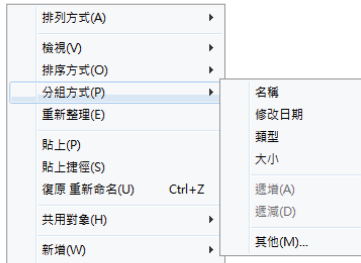 排列方式(A)
檢視(V)
排序方式(O)
分組方式(P)
重新整理(E)
貼上(P)
貼上捷徑(S)
復原 重新命名(U) Ctrl+Z
共用對象(H)
新增(W)
名稱
修改日期
類型
大小
遞增(A)
遞減(D)
其他(M)...